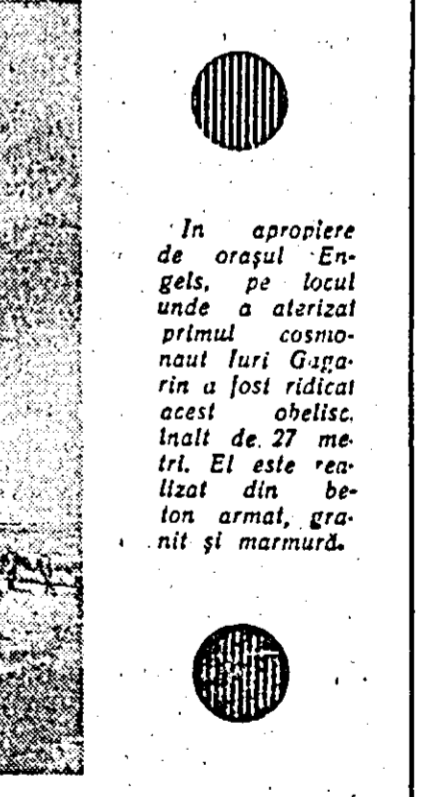 In apropiere
de orașul En-
gels, pe locul
unde a aterizat
primul cosmo-
naut Iuri Gaga-
rin a fost ridicat
acest obelisc,
înalt de 27 me-
tri. El este rea-
lizat din be-
ton armat, gra-
nit și marmură.